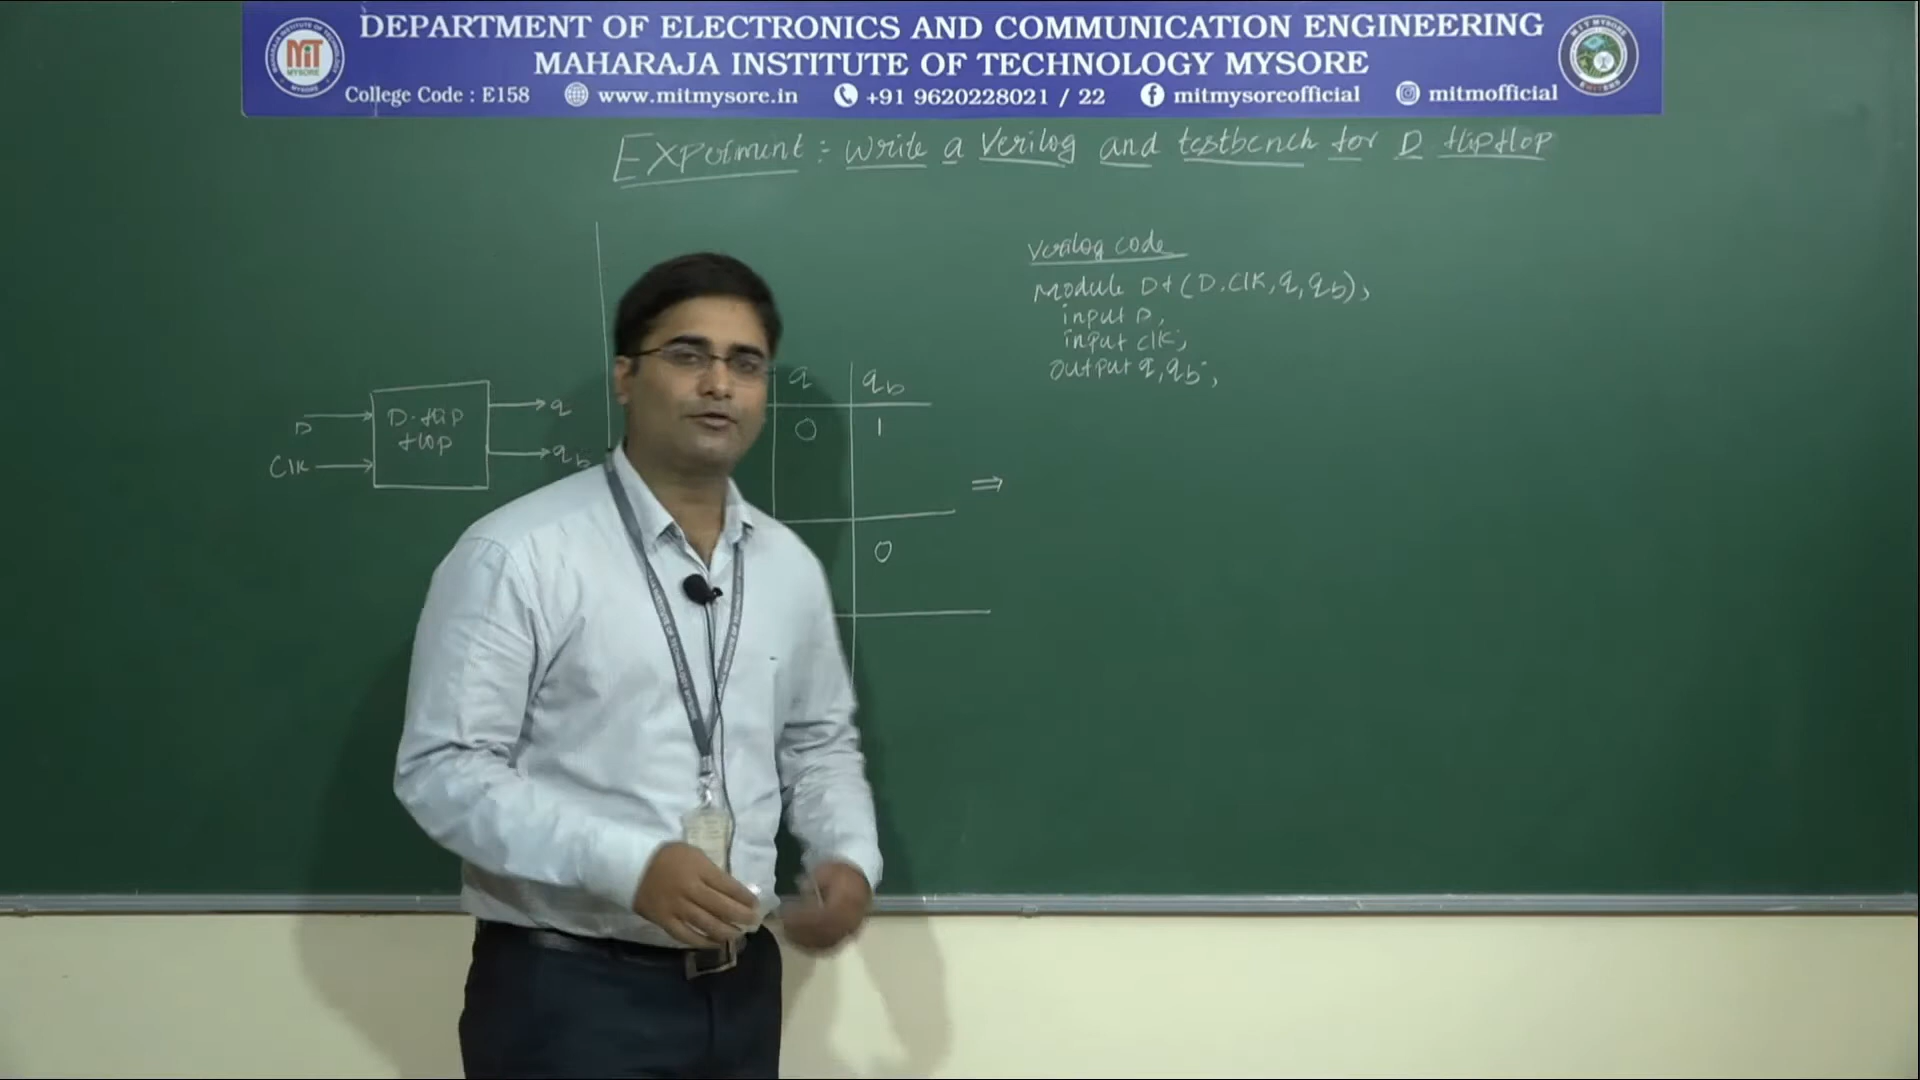 DEPARTMENT OF ELECTRONICS AND COMMUNICATION ENGINEERING
MAHARAJA INSTITUTE OF TECHNOLOGY MYSORE
College Code : E158 www.mitmysore.in +91 9620228021 / 22 mitmysoreofficial mitmofficial
MIT
MYSORE
Experiment : Write a Verilog and testbench for D flipflop
Verilog code
module Df (D, Clk, q, qb);
input D;
input clk;
output q, qb;
q qb
0 1
0
⇒
D
Clk
D-flip
flop
q
qb